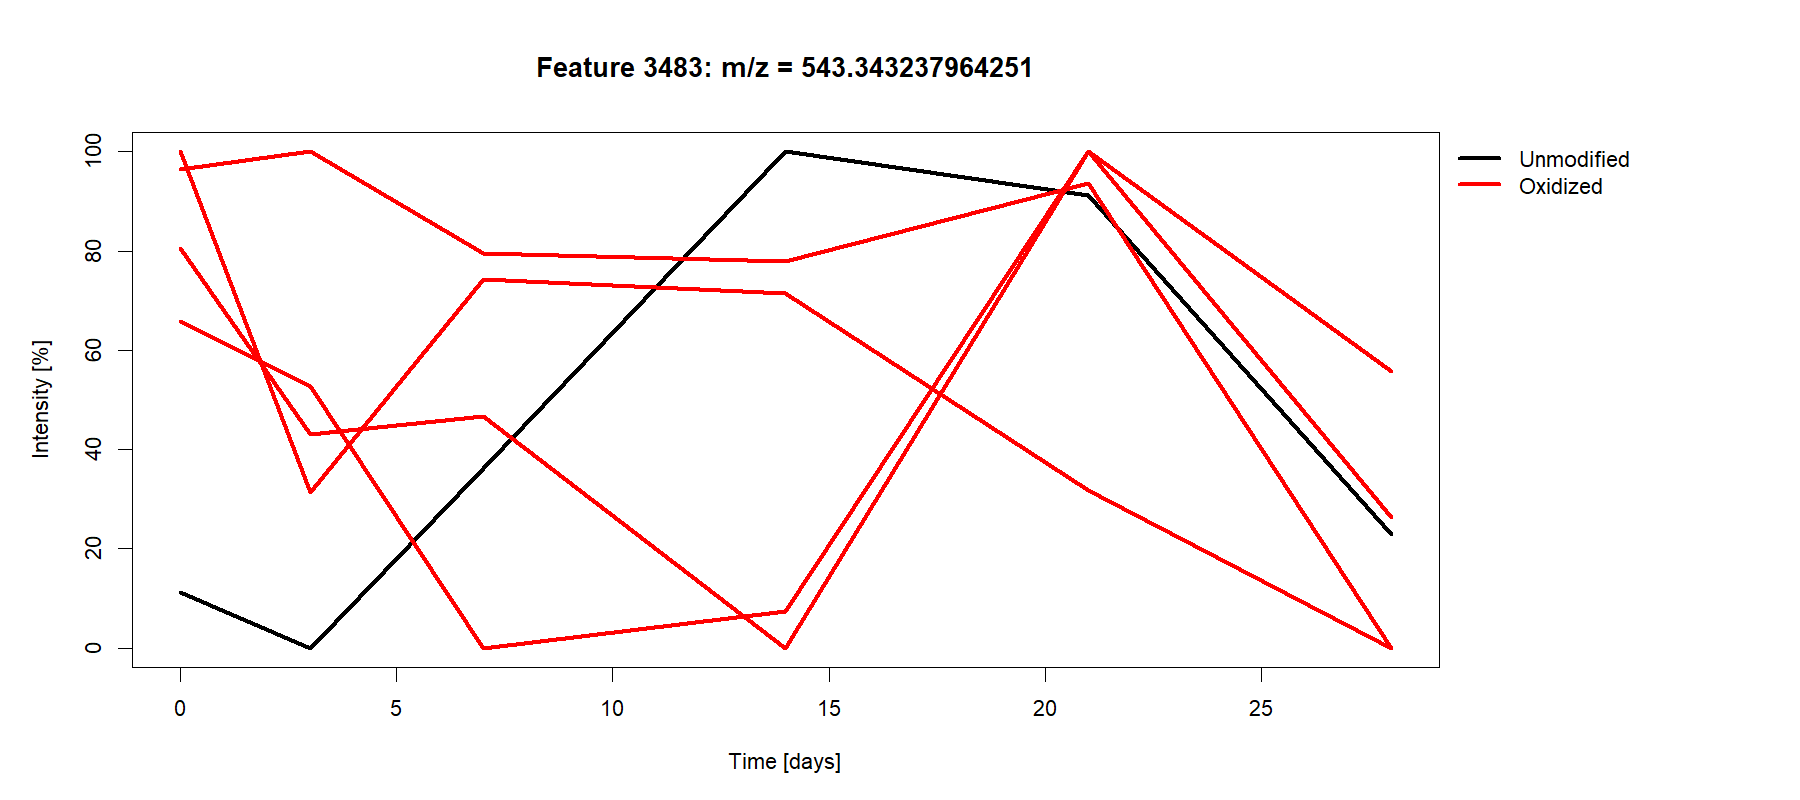 Feature 3483: m/z = 543.343237964251
Unmodified
Oxidized
100
80
60
40
20
0
Intensity [%]
0 5 10 15 20 25
Time [days]